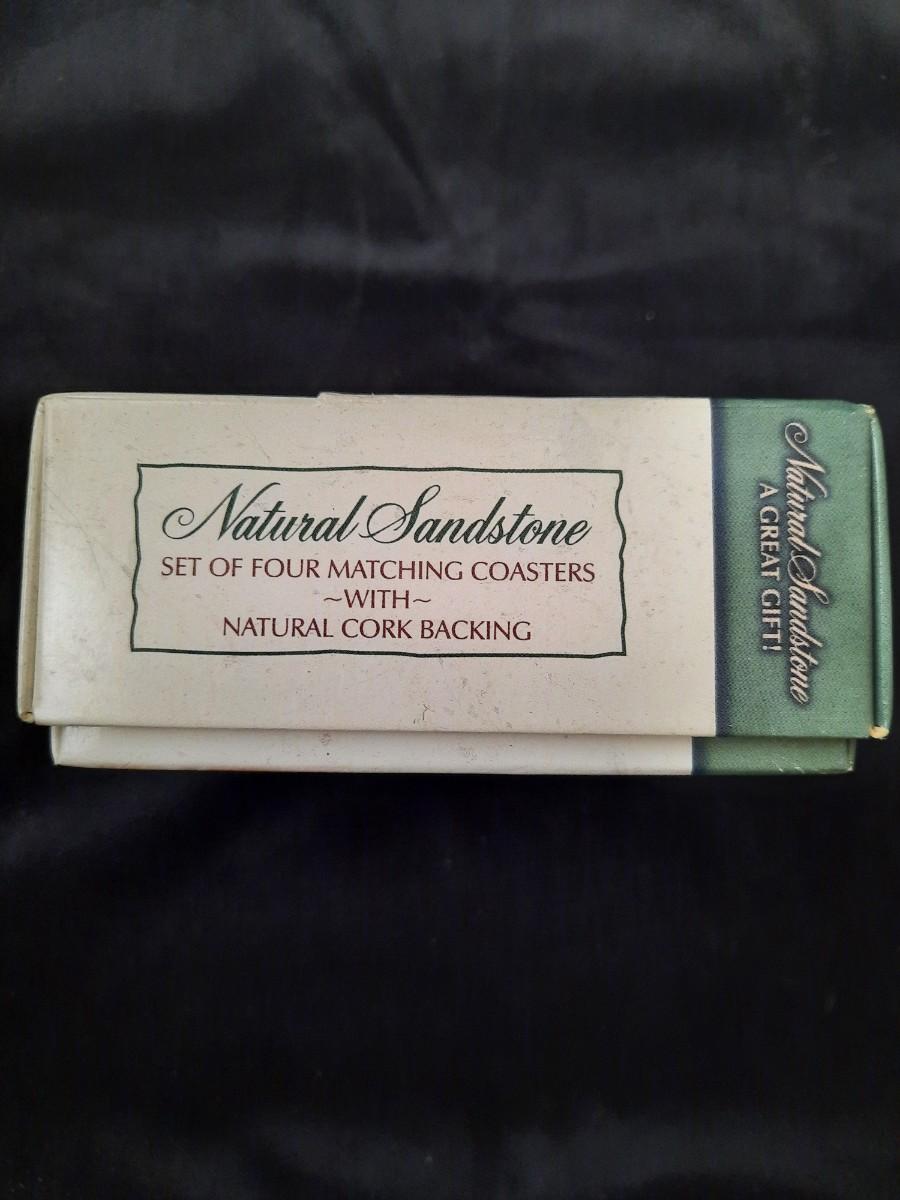 Natural Sandstone
SET OF FOUR MATCHING COASTERS
~WITH~
NATURAL CORK BACKING
Natural Sandstone
A GREAT GIFT!